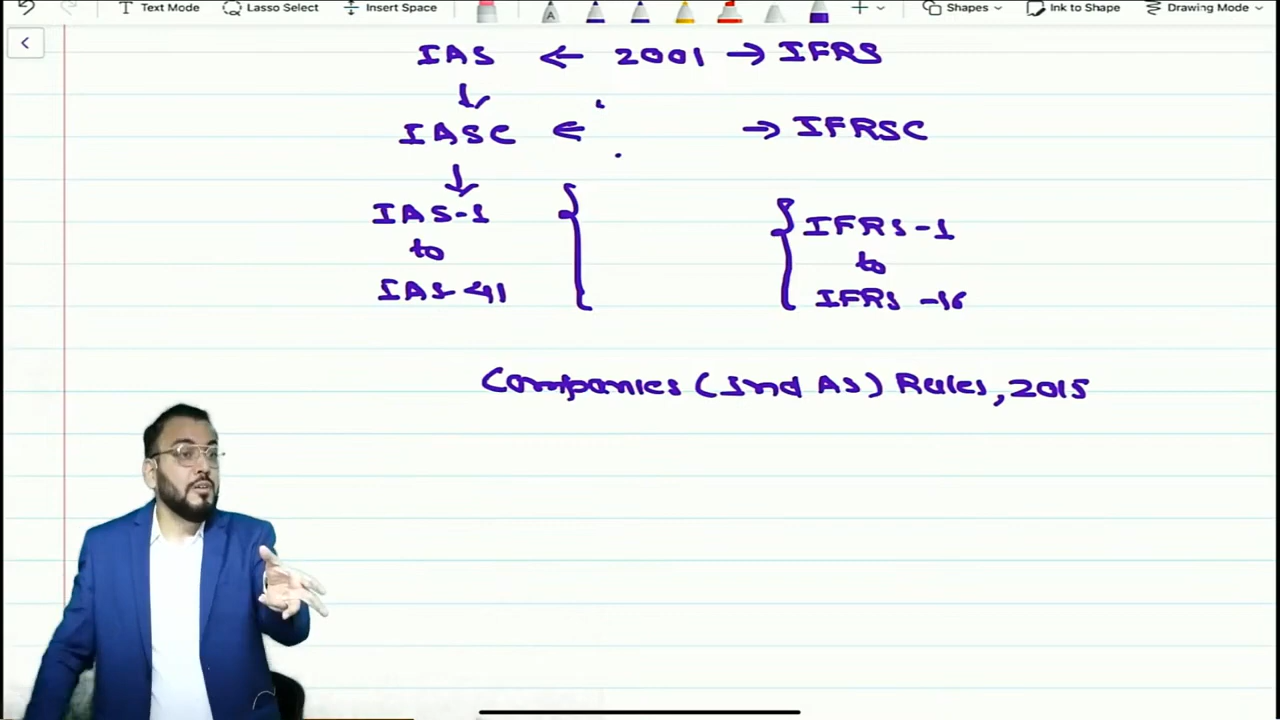 Text Mode Lasso Select Insert Space A Shapes Ink to Shape Drawing Mode
IAS ← 2001 → IFRS
↓
IASC ← → IFRSC
↓
IAS-1 { { IFRS-1
to to
IAS-41 IFRS-16
Companies (Ind AS) Rules, 2015